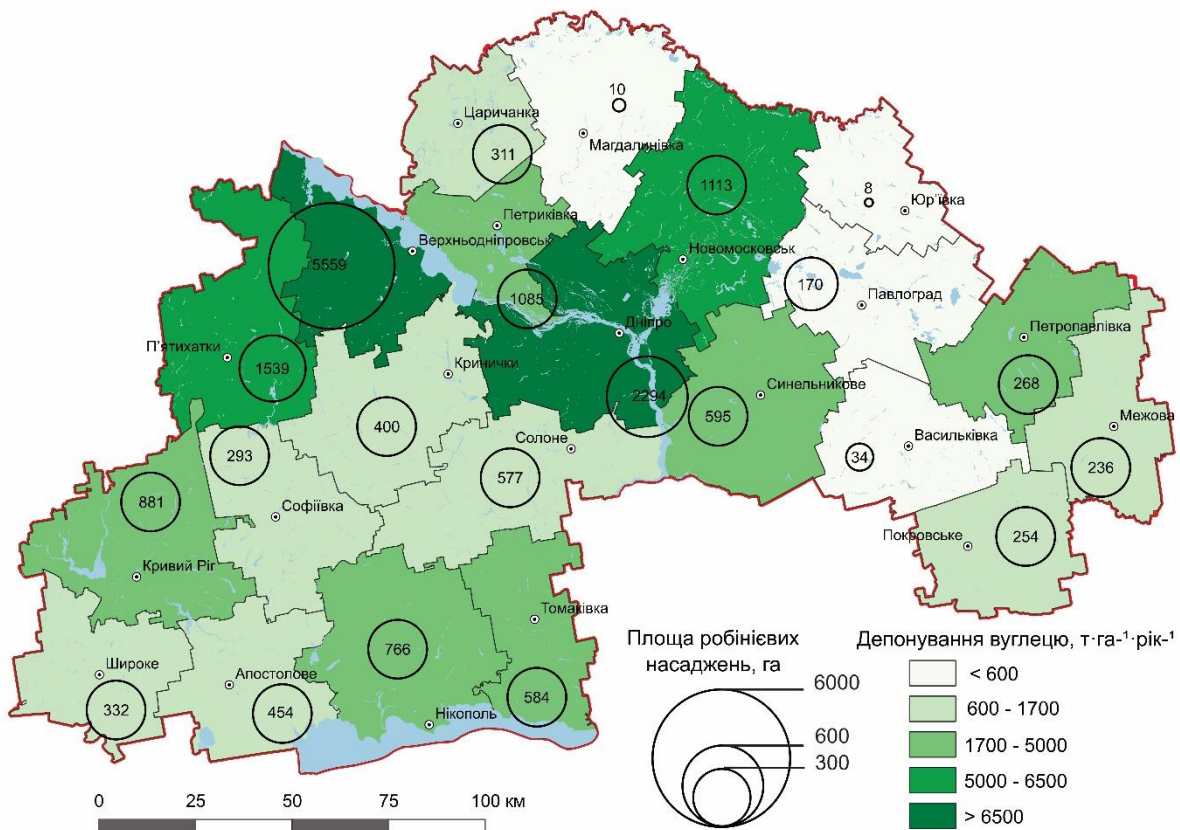 10
Царичанка
311
Магдалинівка
1113
8
Юр'ївка
Петриківка
Верхньодніпровськ
5559
Новомосковськ
170
1085
Павлоград
Дніпро
Петропавлівка
П'ятихатки
1539
Кринички
2294
595
Синельникове
268
Межова
400
Солоне
293
34
Васильківка
577
236
881
Софіївка
254
Покровське
Кривий Ріг
Томаківка
766
Широке
Апостолове
584
332
454
Нікополь
Площа робінієвих
насаджень, га
6000
600
300
Депонування вуглецю, т·га-¹·рік-¹
< 600
600 - 1700
1700 - 5000
5000 - 6500
> 6500
0 25 50 75 100 км